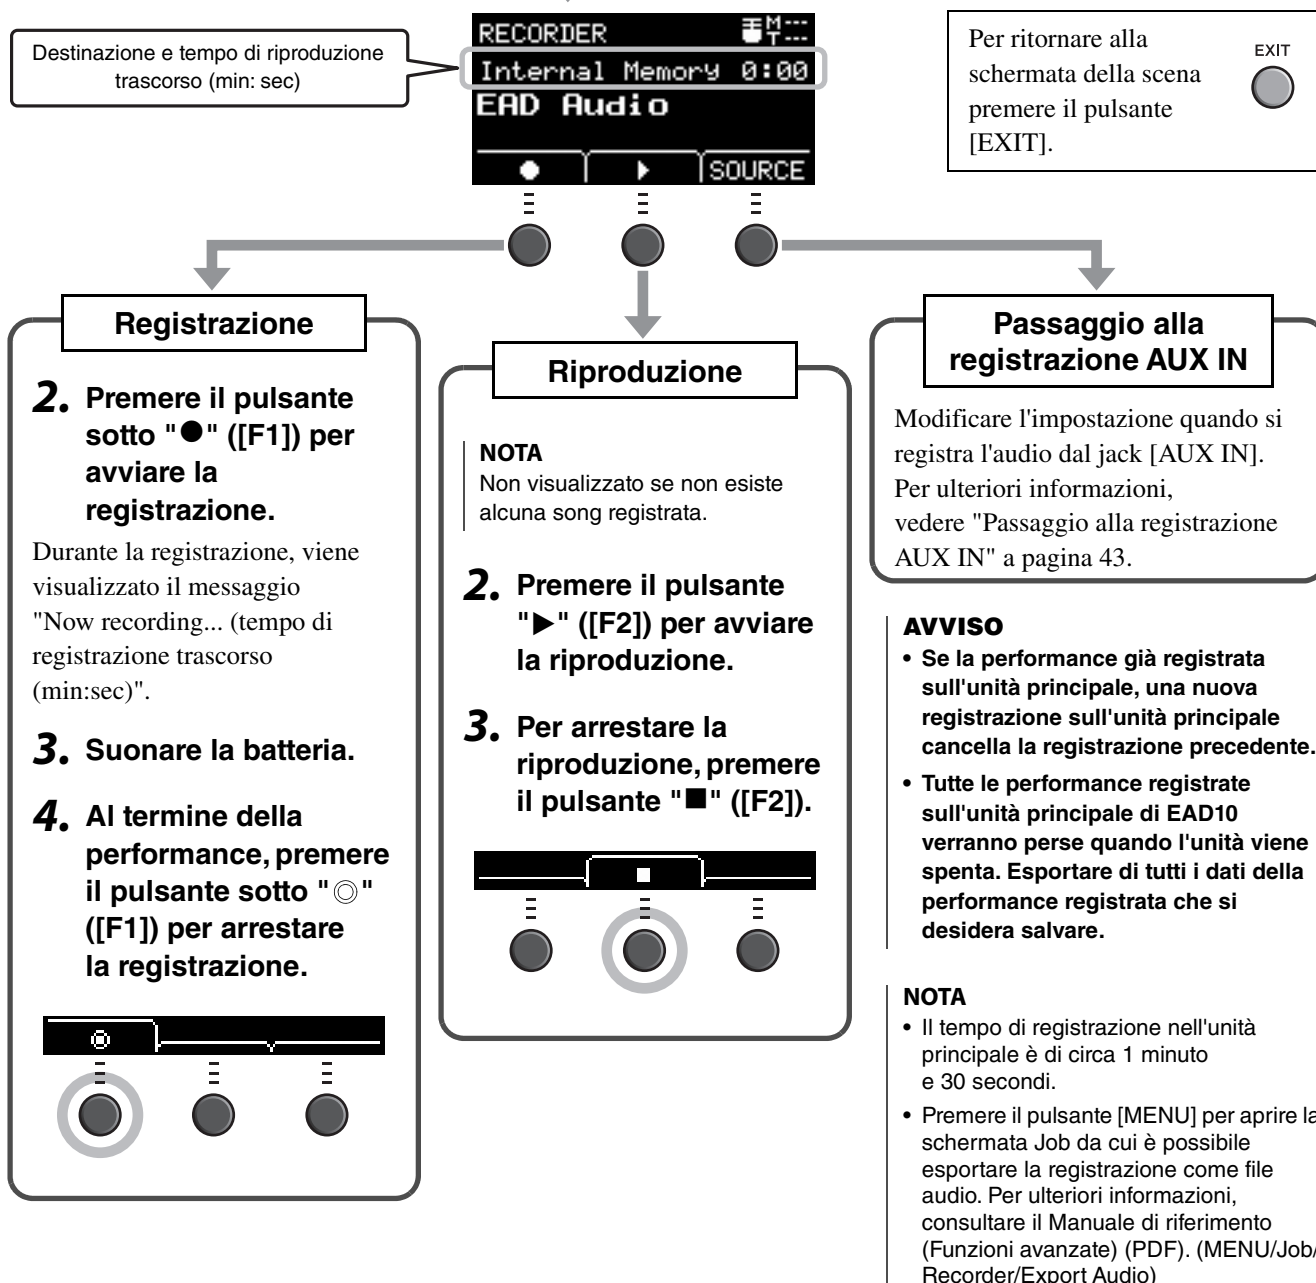 Destinazione e tempo di riproduzione
trascorso (min: sec)
RECORDER
M---
T---
Internal Memory 0:00
EAD Audio
● ▶ SOURCE
Per ritornare alla
schermata della scena
premere il pulsante
[EXIT].
EXIT
Registrazione
2. Premere il pulsante
sotto "●" ([F1]) per
avviare la
registrazione.
Durante la registrazione, viene
visualizzato il messaggio
"Now recording... (tempo di
registrazione trascorso
(min:sec)".
3. Suonare la batteria.
4. Al termine della
performance, premere
il pulsante sotto "◎"
([F1]) per arrestare
la registrazione.
Riproduzione
NOTA
Non visualizzato se non esiste
alcuna song registrata.
2. Premere il pulsante
"▶" ([F2]) per avviare
la riproduzione.
3. Per arrestare la
riproduzione, premere
il pulsante "■" ([F2]).
Passaggio alla
registrazione AUX IN
Modificare l'impostazione quando si
registra l'audio dal jack [AUX IN].
Per ulteriori informazioni,
vedere "Passaggio alla registrazione
AUX IN" a pagina 43.
AVVISO
• Se la performance già registrata
sull'unità principale, una nuova
registrazione sull'unità principale
cancella la registrazione precedente.
• Tutte le performance registrate
sull'unità principale di EAD10
verranno perse quando l'unità viene
spenta. Esportare di tutti i dati della
performance registrata che si
desidera salvare.
NOTA
• Il tempo di registrazione nell'unità
principale è di circa 1 minuto
e 30 secondi.
• Premere il pulsante [MENU] per aprire la
schermata Job da cui è possibile
esportare la registrazione come file
audio. Per ulteriori informazioni,
consultare il Manuale di riferimento
(Funzioni avanzate) (PDF). (MENU/Job/
Recorder/Export Audio)